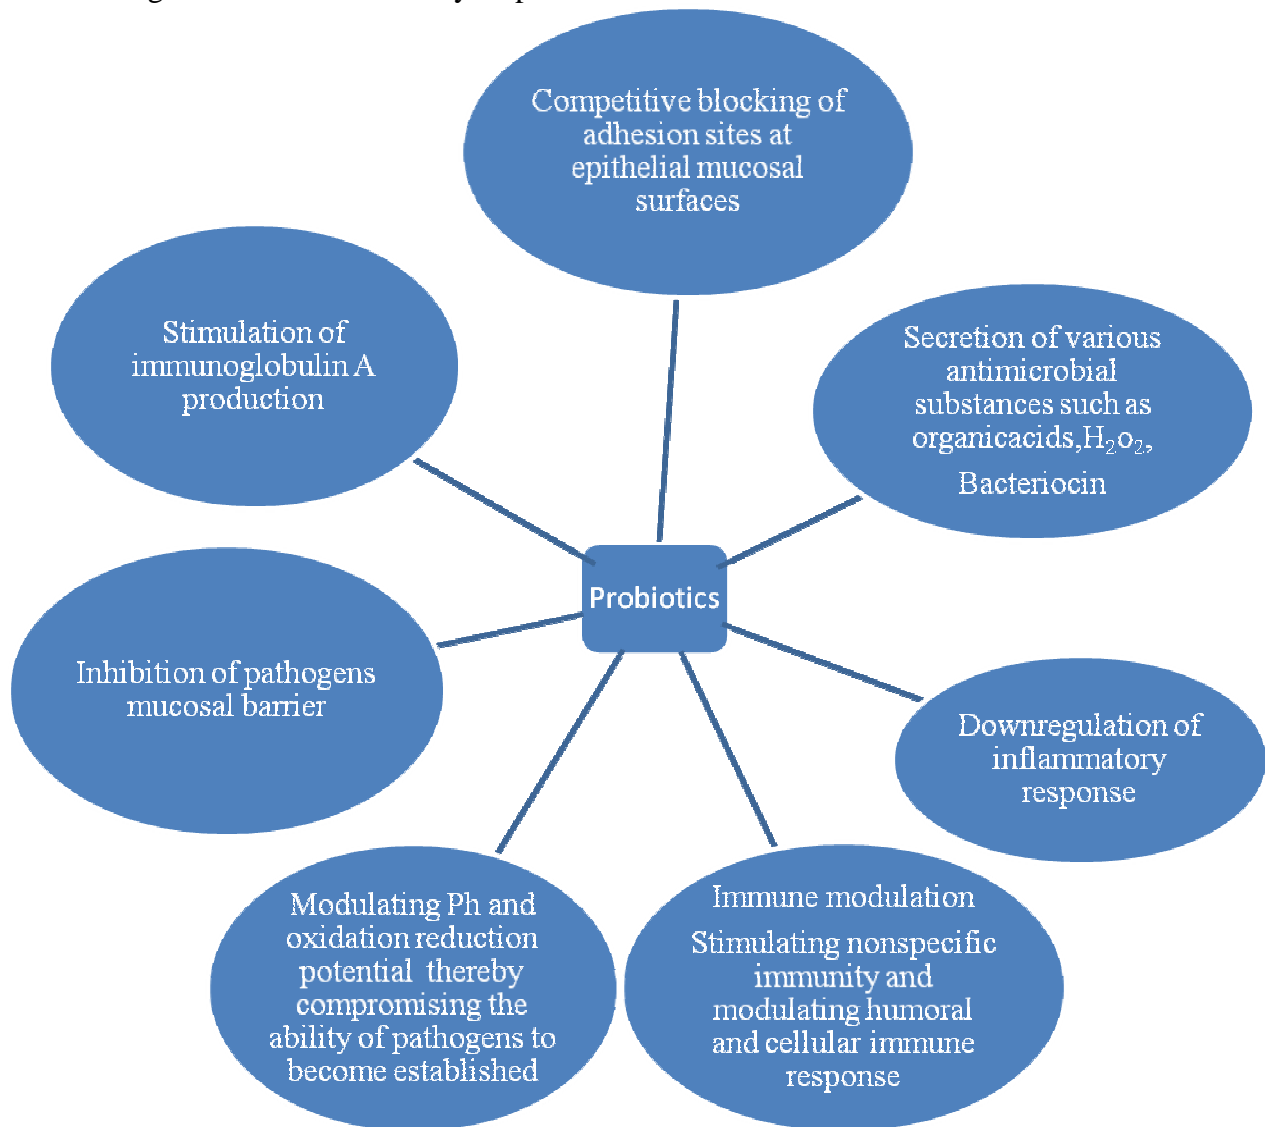 Competitive blocking of
adhesion sites at
epithelial mucosal
surfaces
Stimulation of
immunoglobulin A
production
Secretion of various
antimicrobial
substances such as
organicacids,H₂o₂,
Bacteriocin
Probiotics
Inhibition of pathogens
mucosal barrier
Downregulation of
inflammatory
response
Modulating Ph and
oxidation reduction
potential thereby
compromising the
ability of pathogens to
become established
Immune modulation
Stimulating nonspecific
immunity and
modulating humoral
and cellular immune
response